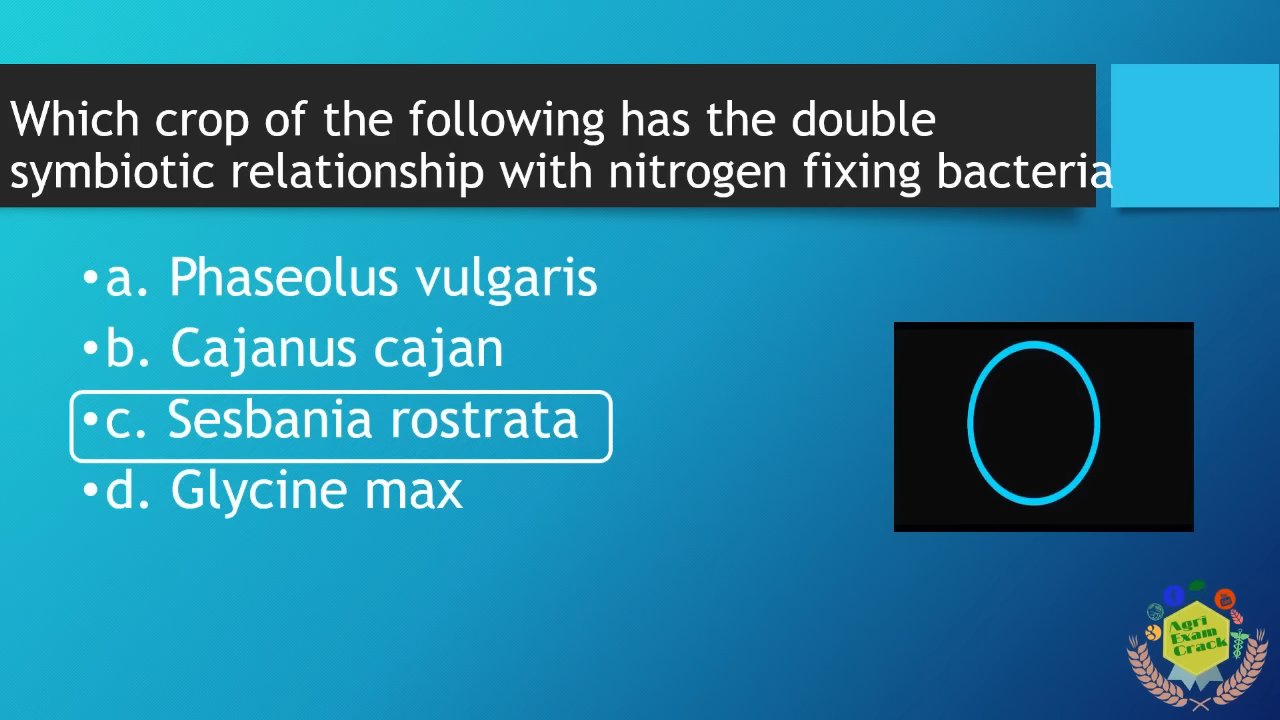 Which crop of the following has the double
symbiotic relationship with nitrogen fixing bacteria
•a. Phaseolus vulgaris
•b. Cajanus cajan
•c. Sesbania rostrata
•d. Glycine max
Agri
Exam
Crack